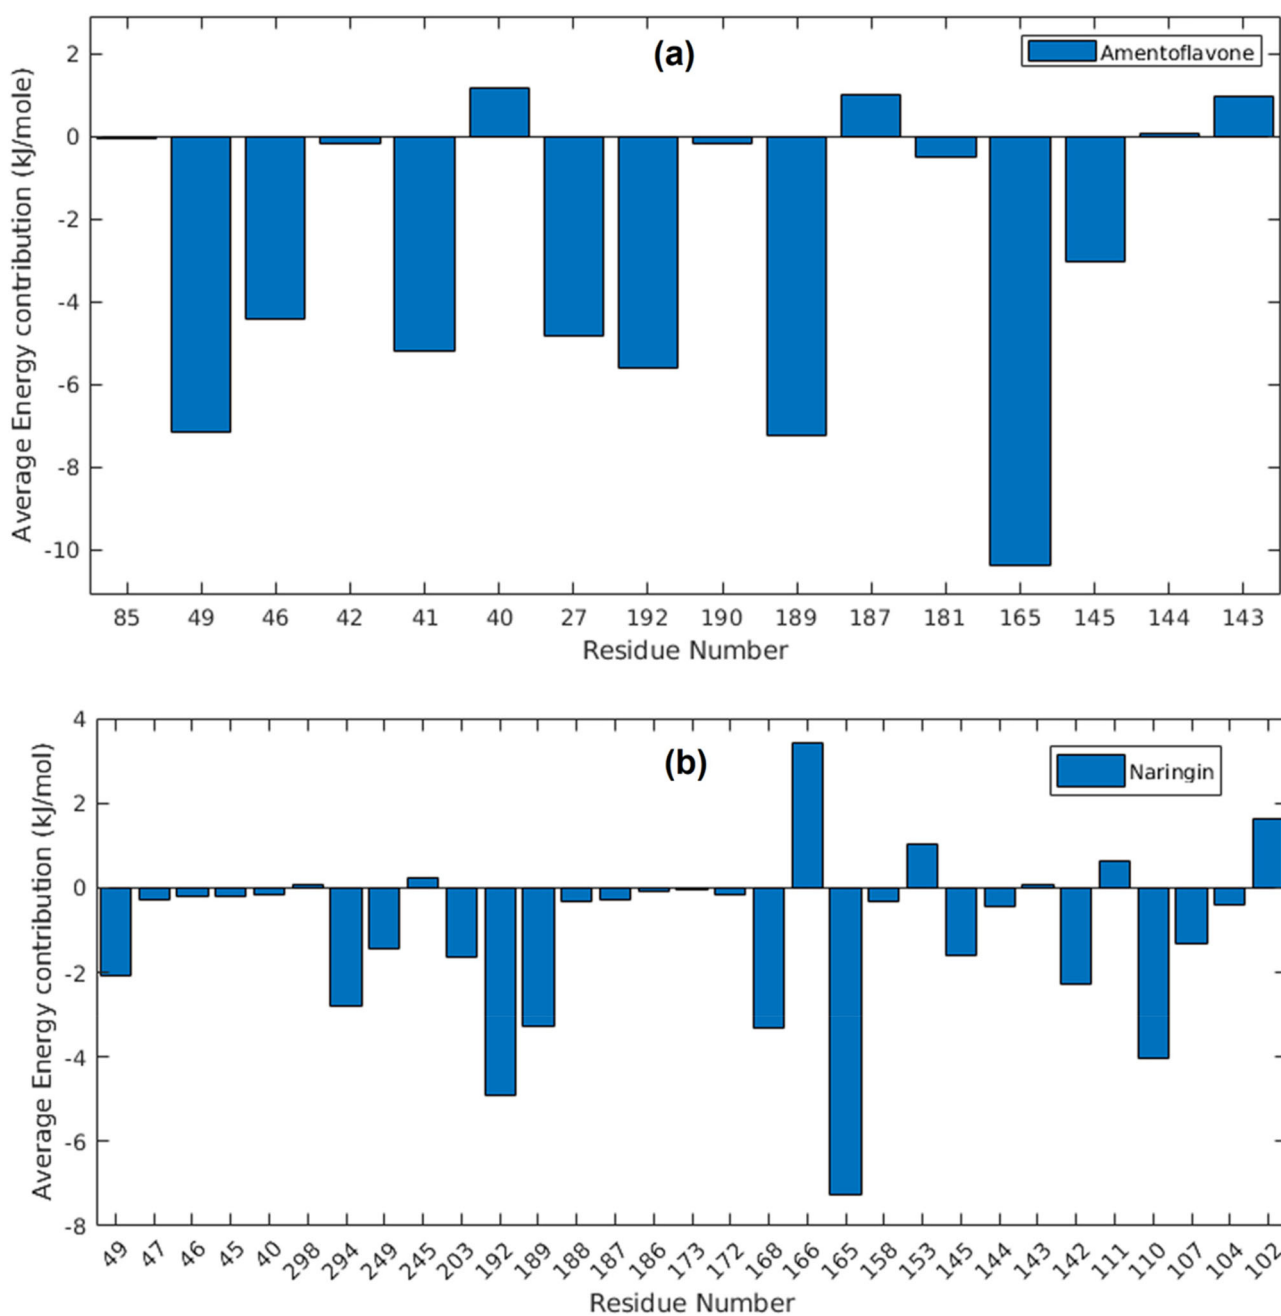 (a)
Amentoflavone
Average Energy contribution (kJ/mole)
2
0
-2
-4
-6
-8
-10
85 49 46 42 41 40 27 192 190 189 187 181 165 145 144 143
Residue Number
(b)
Naringin
Average Energy contribution (kJ/mol)
4
2
0
-2
-4
-6
-8
49 47 46 45 40 298 294 249 245 203 192 189 188 187 186 173 172 168 166 165 158 153 145 144 143 142 111 110 107 104 102
Residue Number